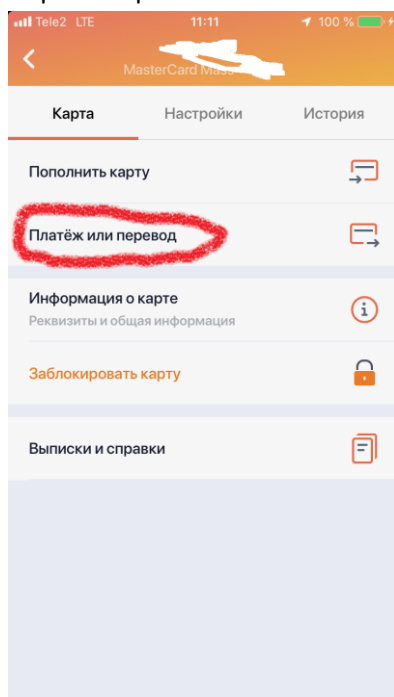 Tele2 LTE 11:11 100 %
MasterCard
Карта Настройки История
Пополнить карту
Платёж или перевод
Информация о карте
Реквизиты и общая информация
Заблокировать карту
Выписки и справки